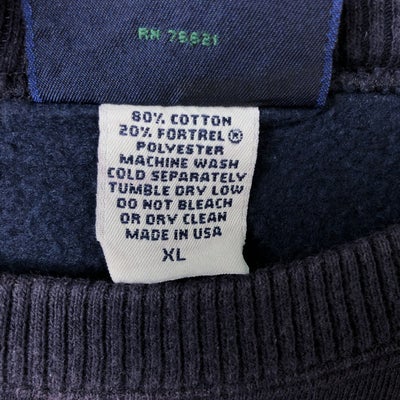 RN 75621
80% COTTON
20% FORTREL®
POLYESTER
MACHINE WASH
COLD SEPARATELY
TUMBLE DRY LOW
DO NOT BLEACH
OR DRY CLEAN
MADE IN USA
XL